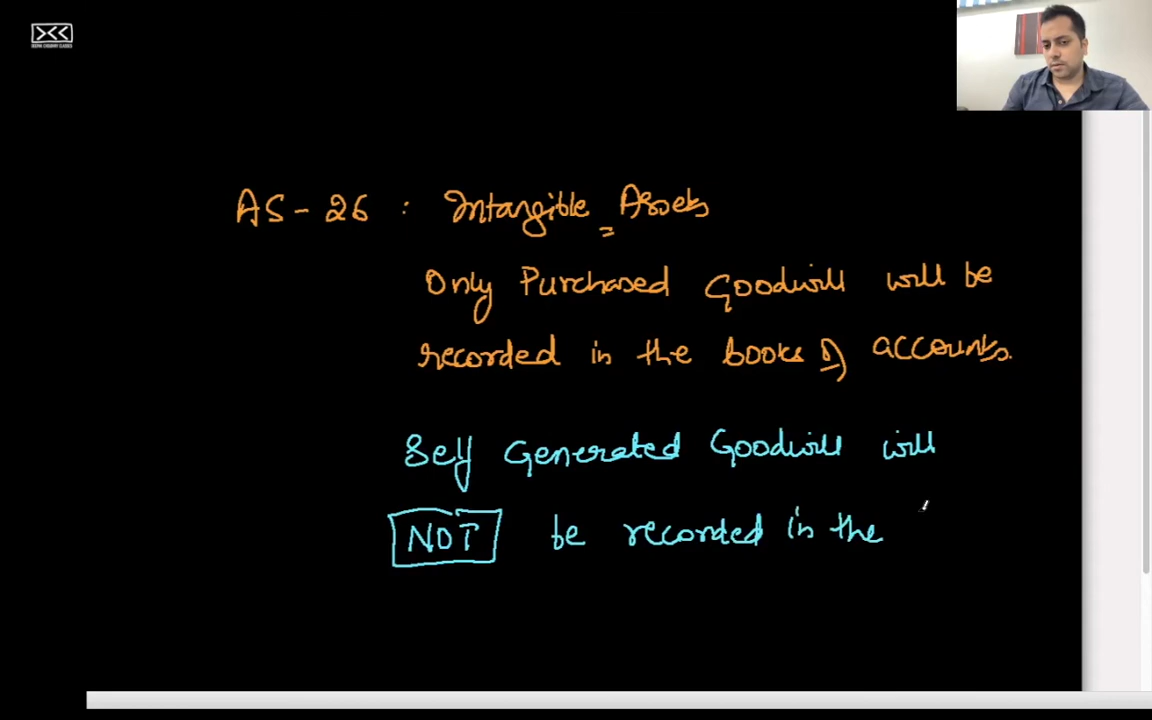 AS-26 : Intangible Assets
Only Purchased Goodwill will be
recorded in the books of accounts.
Self Generated Goodwill will
NOT be recorded in the